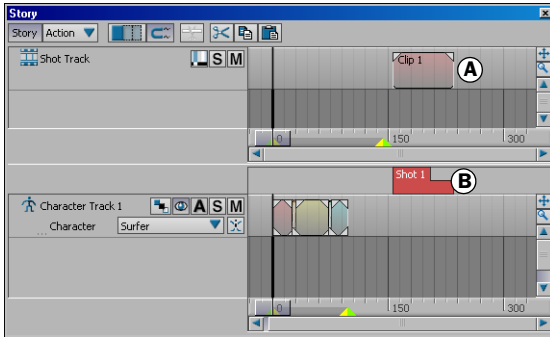 Story
Story Action
Shot Track S M
Clip 1
A
0 150 300
Shot 1
B
Character Track 1 A S M
Character Surfer
0 150 300